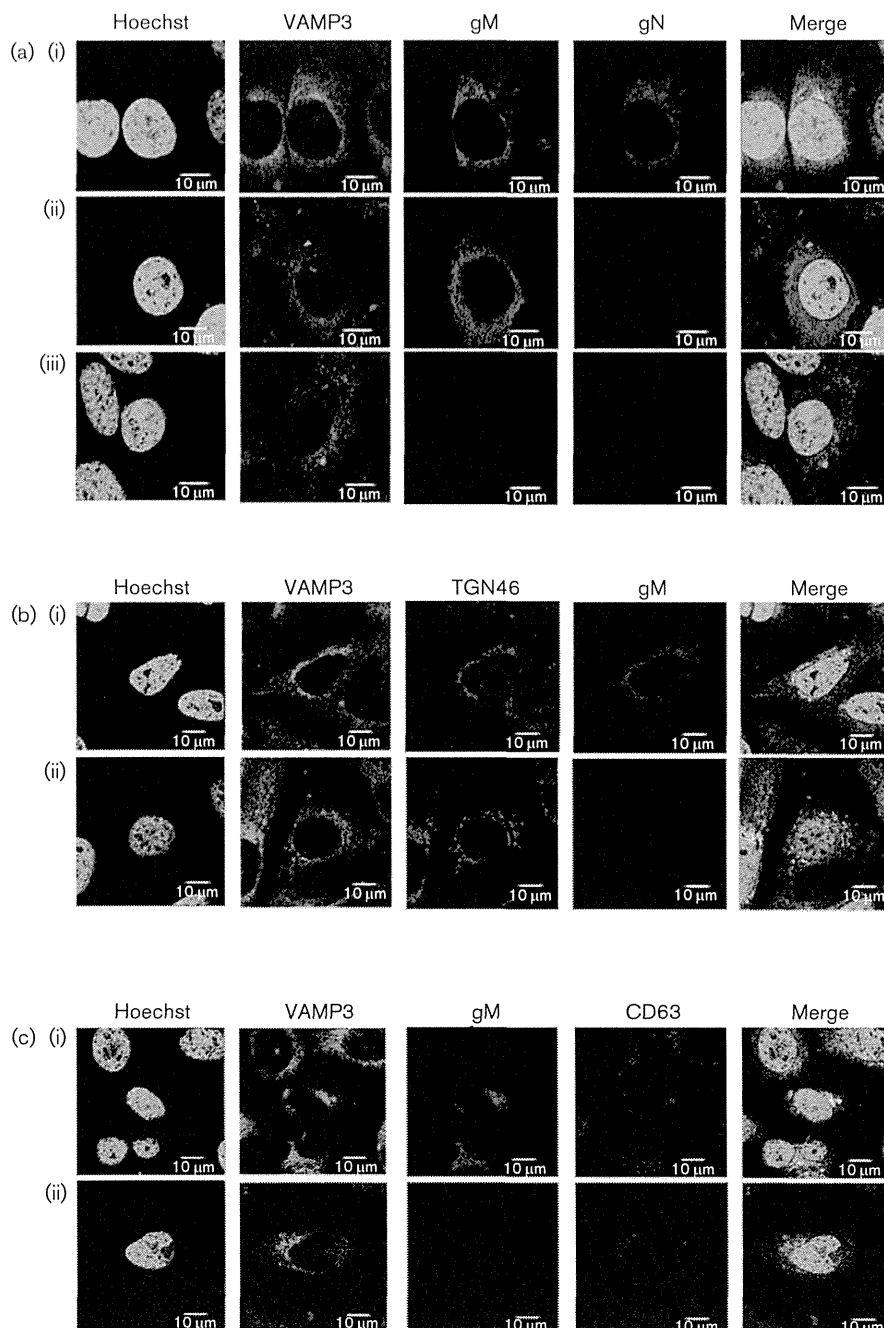 Hoechst VAMP3 gM gN Merge
(a) (i)
10 µm 10 µm 10 µm 10 µm 10 µm
(ii)
10 µm 10 µm 10 µm 10 µm 10 µm
(iii)
10 µm 10 µm 10 µm 10 µm 10 µm
Hoechst VAMP3 TGN46 gM Merge
(b) (i)
10 µm 10 µm 10 µm 10 µm 10 µm
(ii)
10 µm 10 µm 10 µm 10 µm 10 µm
Hoechst VAMP3 gM CD63 Merge
(c) (i)
10 µm 10 µm 10 µm 10 µm 10 µm
(ii)
10 µm 10 µm 10 µm 10 µm 10 µm